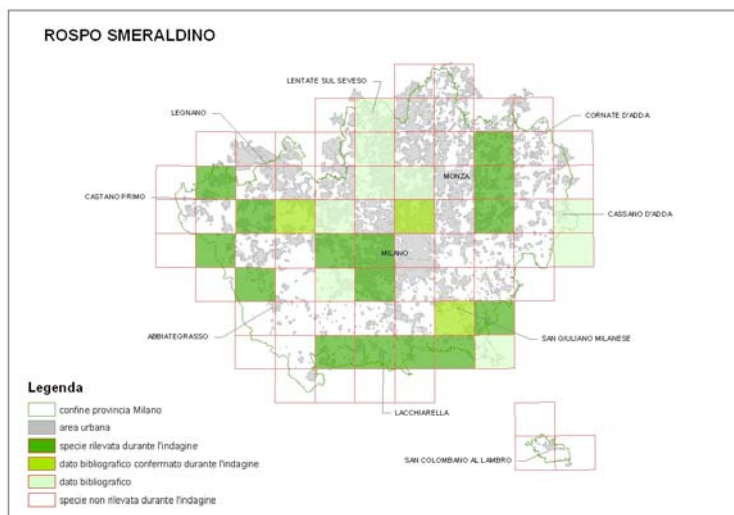 ROSPO SMERALDINO
LENTATE SUL SEVESO
LEGNANO
CORNATE D'ADDA
MONZA
CASTANO PRIMO
CASSANO D'ADDA
MILANO
ABBIATEGRASSO
SAN GIULIANO MILANESE
LACCHIARELLA
SAN COLOMBANO AL LAMBRO
Legenda
confine provincia Milano
area urbana
specie rilevata durante l'indagine
dato bibliografico confermato durante l'indagine
dato bibliografico
specie non rilevata durante l'indagine